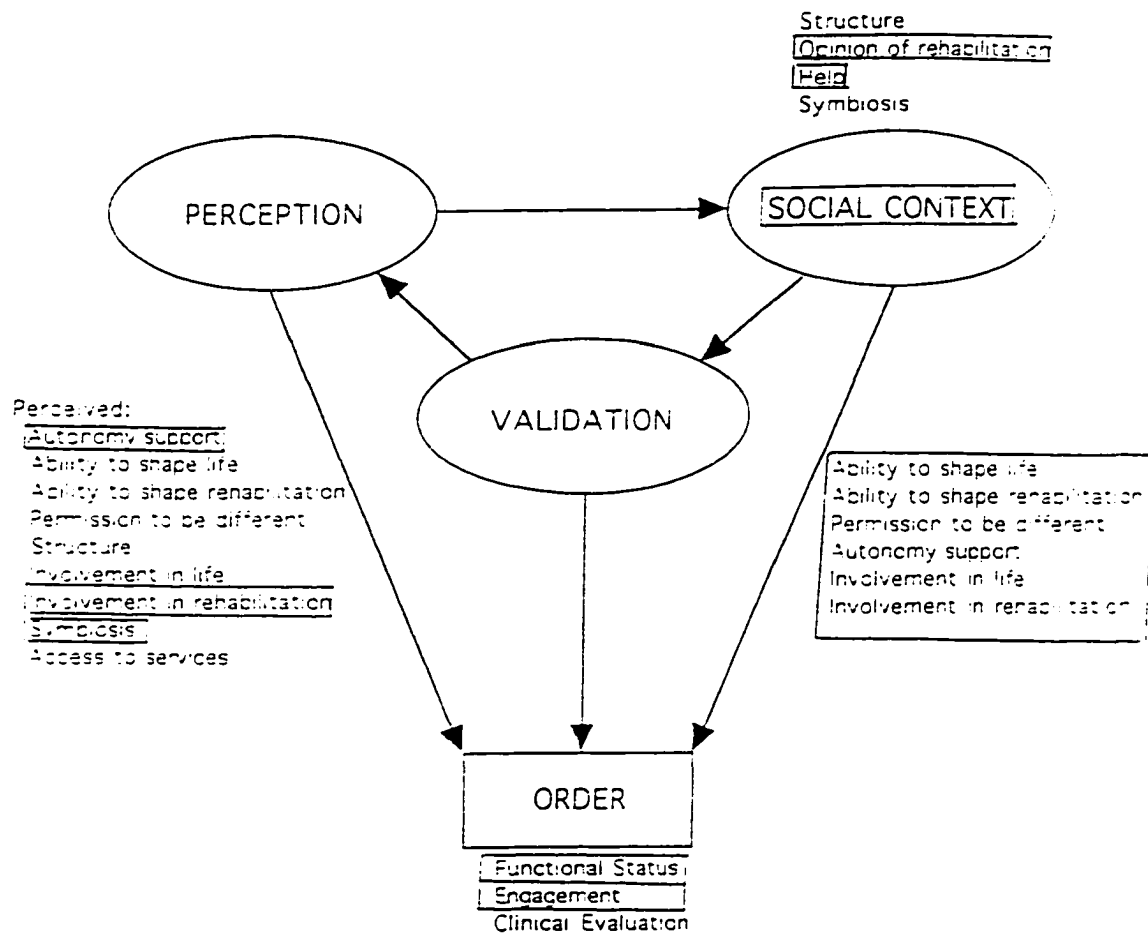 Structure
Opinion of rehabilitation
Help
Symbiosis
PERCEPTION
SOCIAL CONTEXT
VALIDATION
Perceived:
Autonomy support
Ability to shape life
Ability to shape rehabilitation
Permission to be different
Structure
Involvement in life
Involvement in rehabilitation
Symbiosis
Access to services
Ability to shape life
Ability to shape rehabilitation
Permission to be different
Autonomy support
Involvement in life
Involvement in rehabilitation
ORDER
Functional Status
Engagement
Clinical Evaluation